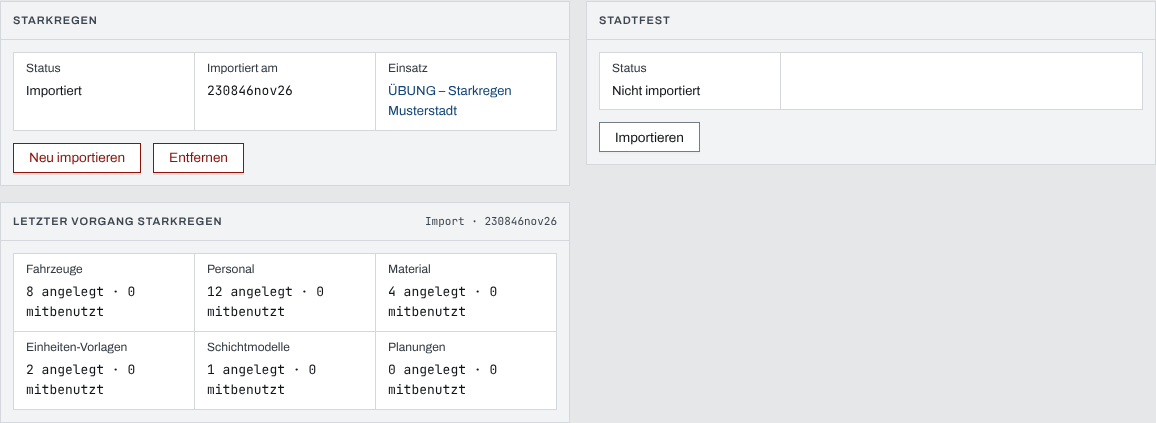 STARKREGEN
Status
Importiert
Importiert am
230846nov26
Einsatz
ÜBUNG – Starkregen
Musterstadt
Neu importieren
Entfernen
STADTFEST
Status
Nicht importiert
Importieren
LETZTER VORGANG STARKREGEN
Import · 230846nov26
Fahrzeuge
8 angelegt · 0
mitbenutzt
Personal
12 angelegt · 0
mitbenutzt
Material
4 angelegt · 0
mitbenutzt
Einheiten-Vorlagen
2 angelegt · 0
mitbenutzt
Schichtmodelle
1 angelegt · 0
mitbenutzt
Planungen
0 angelegt · 0
mitbenutzt